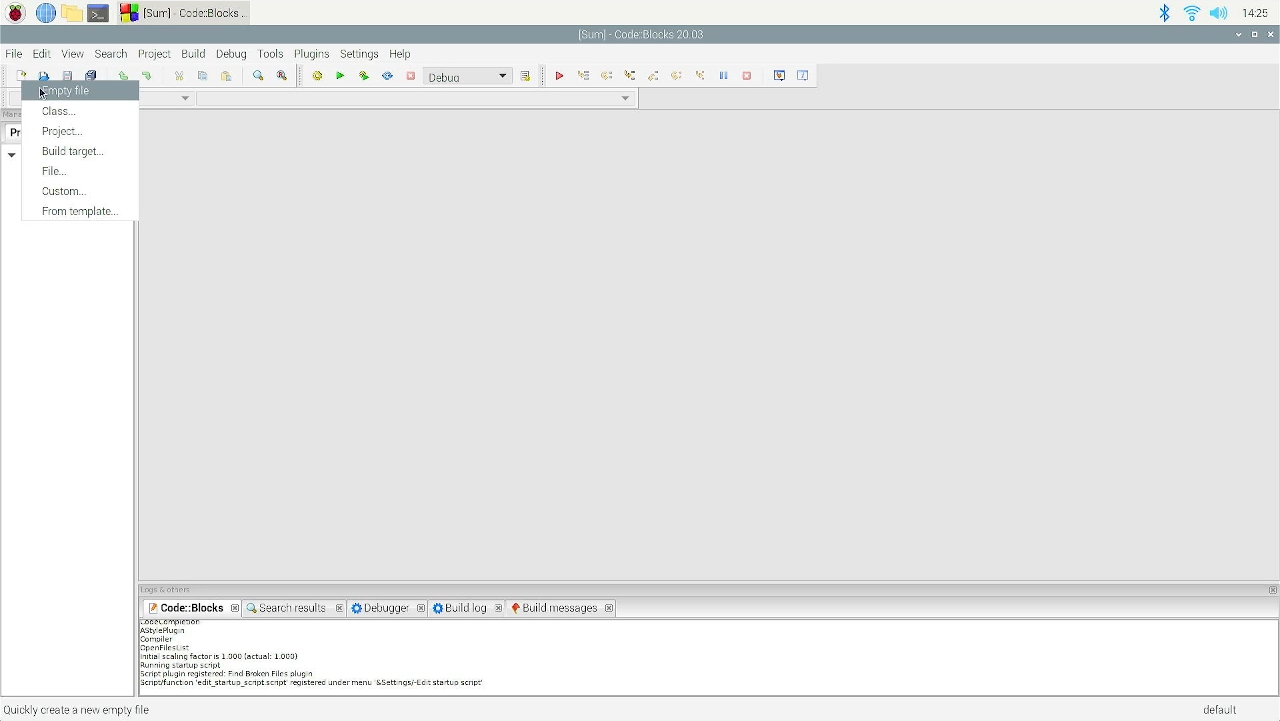 [Sum] - Code::Blocks ...
14:25
[Sum] - Code::Blocks 20.03
File Edit View Search Project Build Debug Tools Plugins Settings Help
Debug
Empty file
Class...
Project...
Build target...
File...
Custom...
From template...
Logs & others
Code::Blocks Search results Debugger Build log Build messages
CodeCompletion
AStylePlugin
Compiler
OpenFilesList
Initial scaling factor is 1.000 (actual: 1.000)
Running startup script
Script plugin registered: Find Broken Files plugin
Script/function 'edit_startup_script.script' registered under menu '&Settings/-Edit startup script'
Quickly create a new empty file default